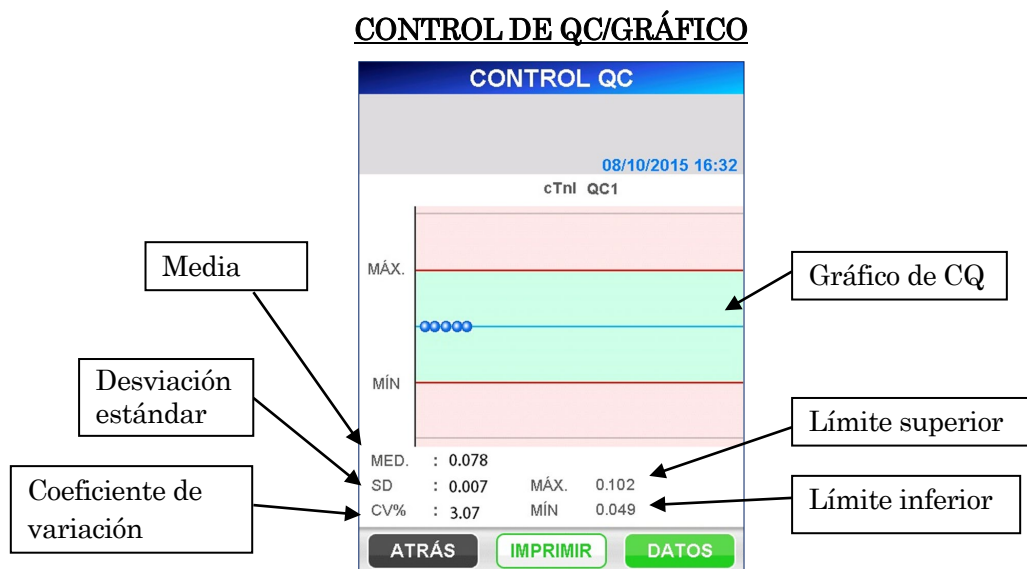 CONTROL DE QC/GRÁFICO
CONTROL QC
08/10/2015 16:32
cTnI QC1
MÁX.
MÍN
Media
Desviación
estándar
Coeficiente de
variación
Gráfico de CQ
Límite superior
Límite inferior
MED. : 0.078
SD : 0.007 MÁX. 0.102
CV% : 3.07 MÍN 0.049
ATRÁS IMPRIMIR DATOS